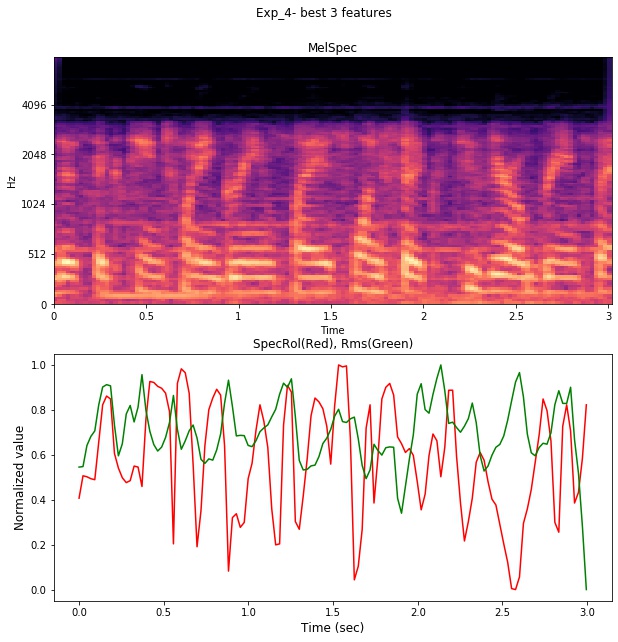 Exp_4- best 3 features
MelSpec
4096
2048
1024
512
0
Hz
0 0.5 1 1.5 2 2.5 3
Time
SpecRol(Red), Rms(Green)
1.0
0.8
0.6
0.4
0.2
0.0
Normalized value
0.0 0.5 1.0 1.5 2.0 2.5 3.0
Time (sec)